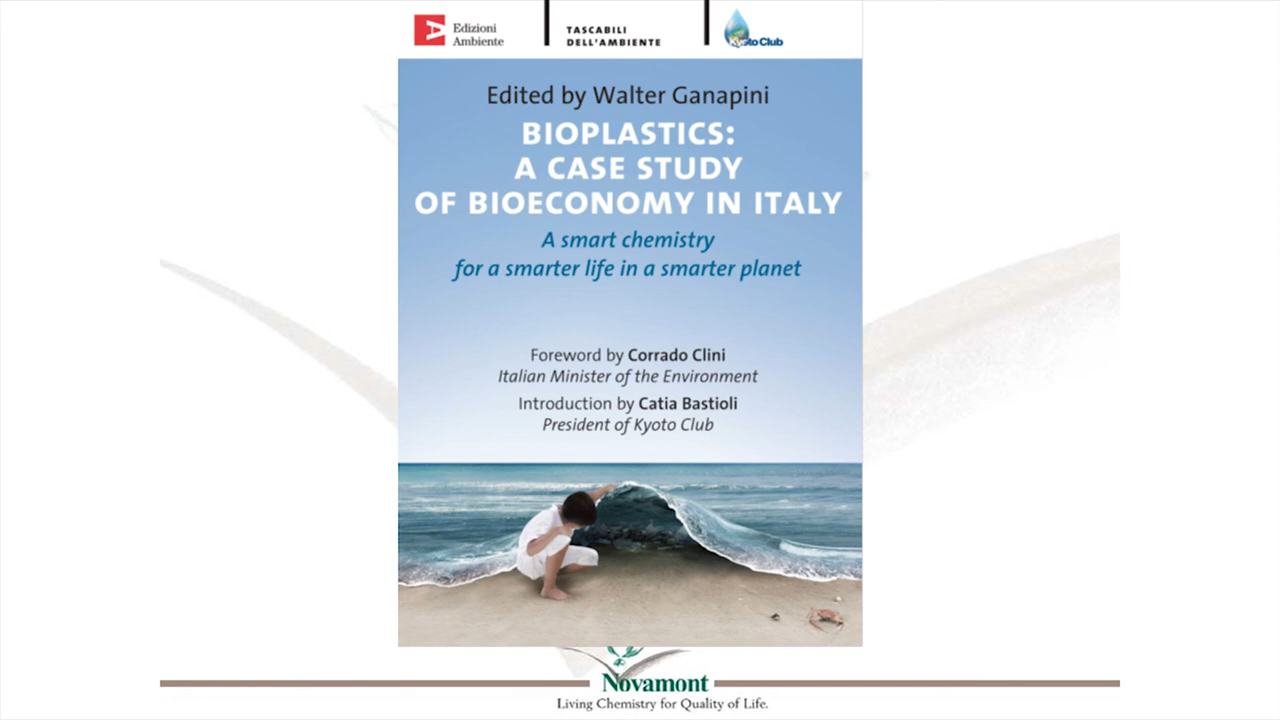 Edizioni
Ambiente
TASCABILI
DELL'AMBIENTE
Kyoto Club
Edited by Walter Ganapini
BIOPLASTICS:
A CASE STUDY
OF BIOECONOMY IN ITALY
A smart chemistry
for a smarter life in a smarter planet
Foreword by Corrado Clini
Italian Minister of the Environment
Introduction by Catia Bastioli
President of Kyoto Club
Novamont
Living Chemistry for Quality of Life.